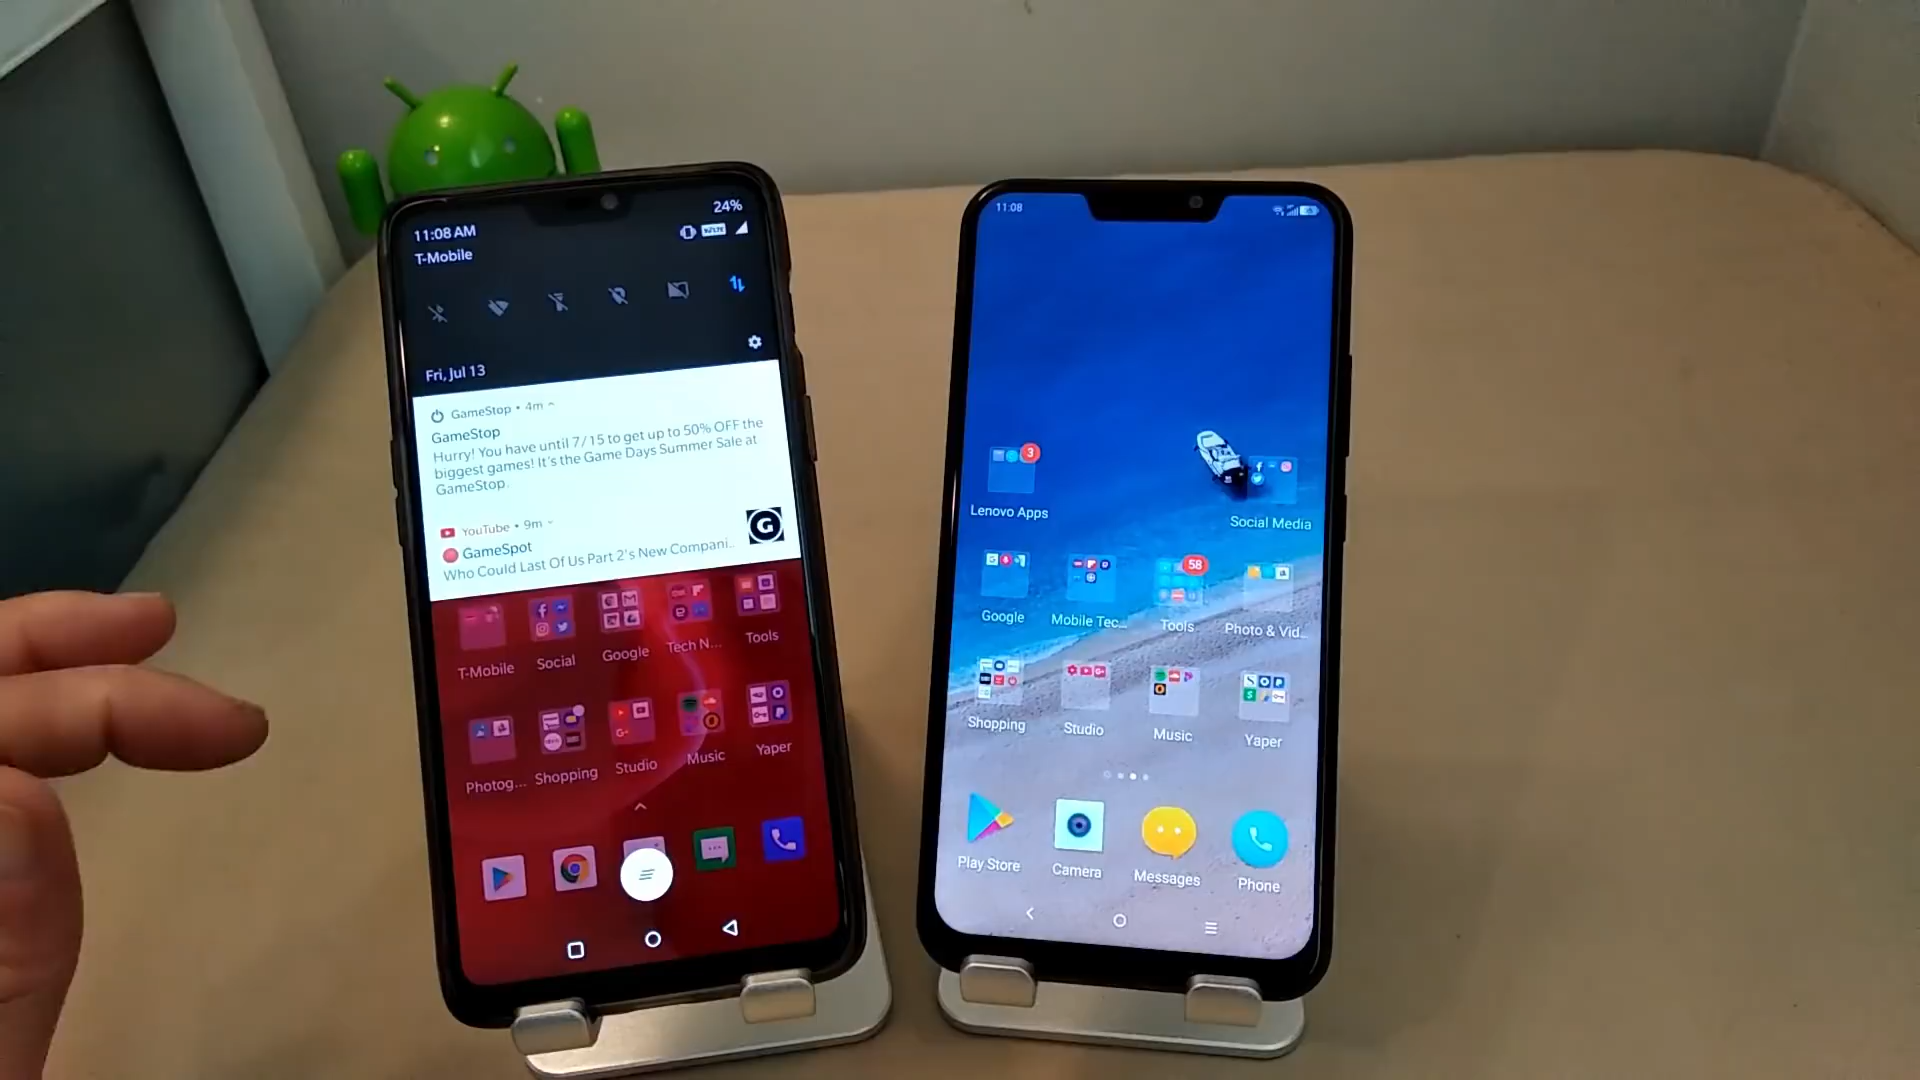 24%
11:08 AM
VoLTE
T-Mobile
Fri, Jul 13
GameStop • 4m
GameStop
Hurry! You have until 7/15 to get up to 50% OFF the
biggest games! It's the Game Days Summer Sale at
GameStop.
YouTube • 9m
GameSpot
Who Could Last Of Us Part 2's New Compani..
G
T-Mobile
Social
Google
Tech N...
Tools
Photog...
Shopping
Studio
Music
Yaper
11:08
3
Lenovo Apps
Social Media
58
Google
Mobile Tec...
Tools
Photo & Vid...
Shopping
Studio
Music
Yaper
Play Store
Camera
Messages
Phone